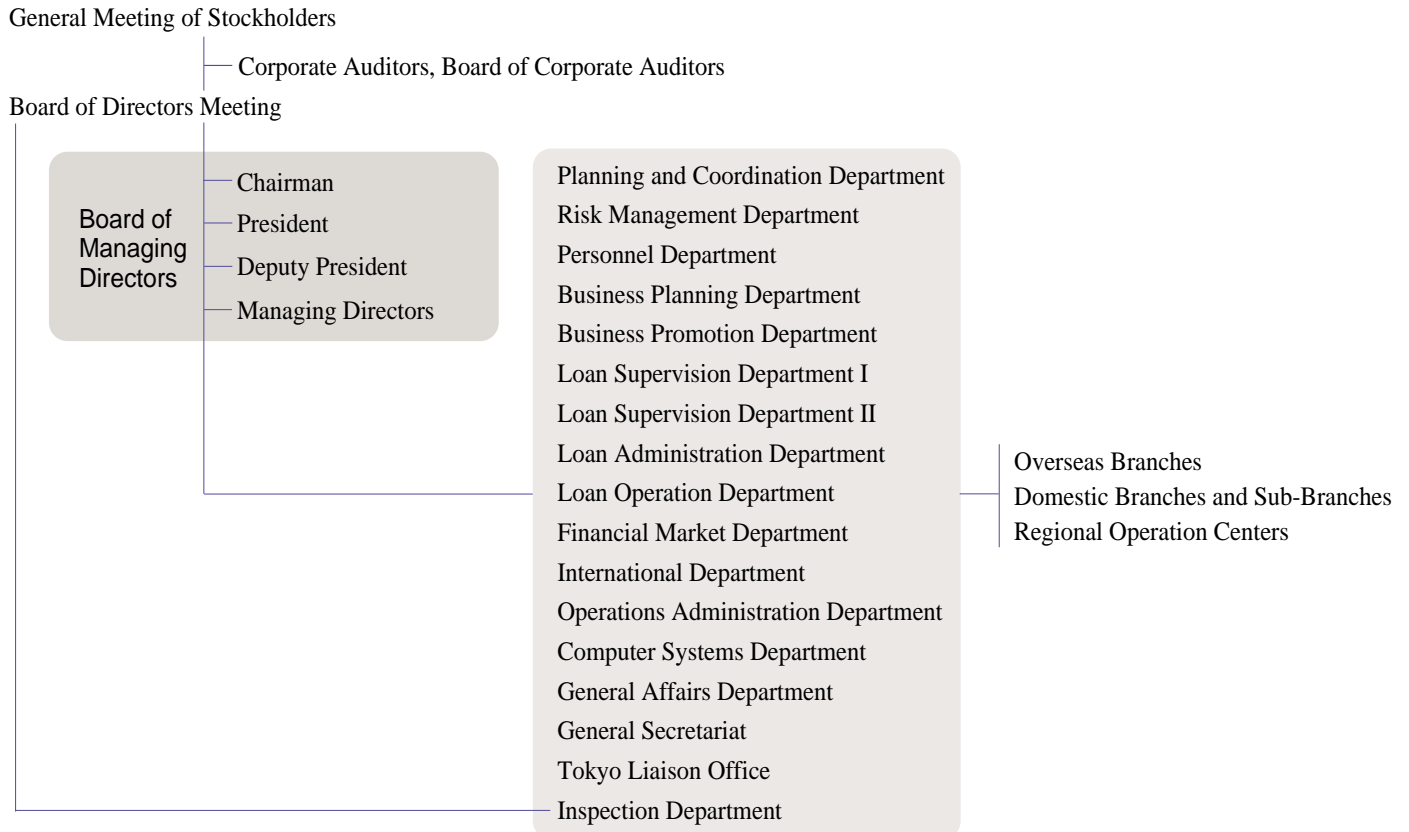 General Meeting of Stockholders
Corporate Auditors, Board of Corporate Auditors
Board of Directors Meeting
Board of
Managing
Directors
Chairman
President
Deputy President
Managing Directors
Planning and Coordination Department
Risk Management Department
Personnel Department
Business Planning Department
Business Promotion Department
Loan Supervision Department I
Loan Supervision Department II
Loan Administration Department
Loan Operation Department
Financial Market Department
International Department
Operations Administration Department
Computer Systems Department
General Affairs Department
General Secretariat
Tokyo Liaison Office
Inspection Department
Overseas Branches
Domestic Branches and Sub-Branches
Regional Operation Centers